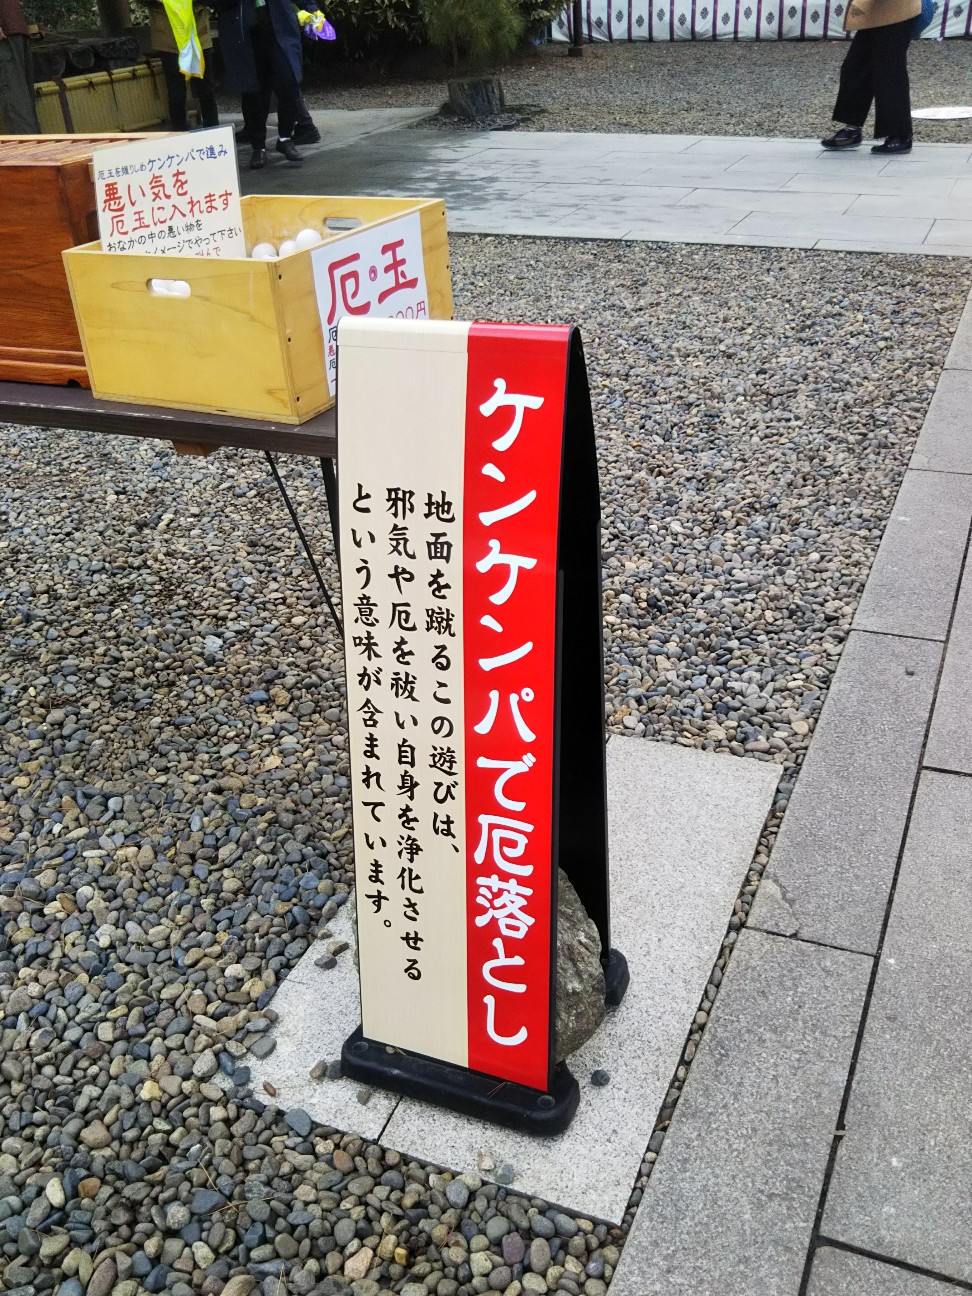 ケンケンパで厄落とし
地面を蹴るこの遊びは、
邪気や厄を祓い自身を浄化させる
という意味が含まれています。
厄玉を握りしめケンケンパで進み
悪い気を
厄玉に入れます
おなかの中の悪い物を
イメージでやって下さい
厄玉
00円